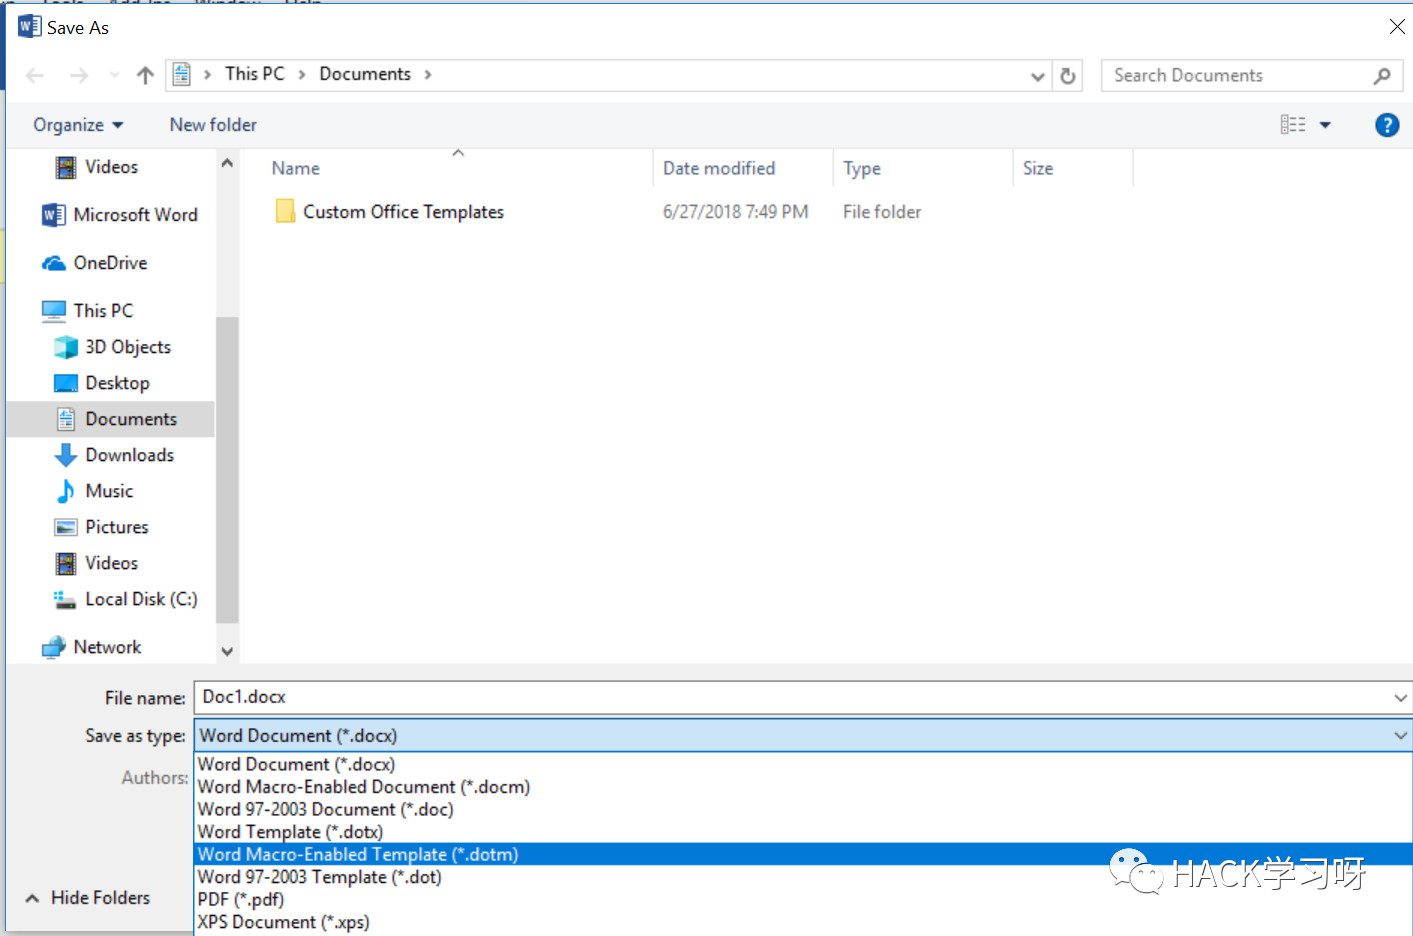 Save As
This PC > Documents >
Search Documents
Organize
New folder
?
Name
Date modified
Type
Size
Custom Office Templates
6/27/2018 7:49 PM
File folder
Videos
Microsoft Word
OneDrive
This PC
3D Objects
Desktop
Documents
Downloads
Music
Pictures
Videos
Local Disk (C:)
Network
File name:
Doc1.docx
Save as type:
Word Document (*.docx)
Authors:
Word Document (*.docx)
Word Macro-Enabled Document (*.docm)
Word 97-2003 Document (*.doc)
Word Template (*.dotx)
Word Macro-Enabled Template (*.dotm)
Word 97-2003 Template (*.dot)
PDF (*.pdf)
XPS Document (*.xps)
Hide Folders
HACK学习呀